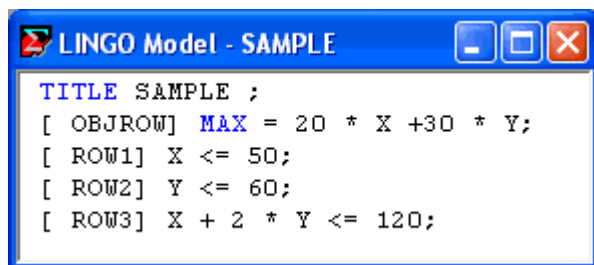 LINGO Model - SAMPLE
TITLE SAMPLE ;
[ OBJROW] MAX = 20 * X +30 * Y;
[ ROW1] X <= 50;
[ ROW2] Y <= 60;
[ ROW3] X + 2 * Y <= 120;